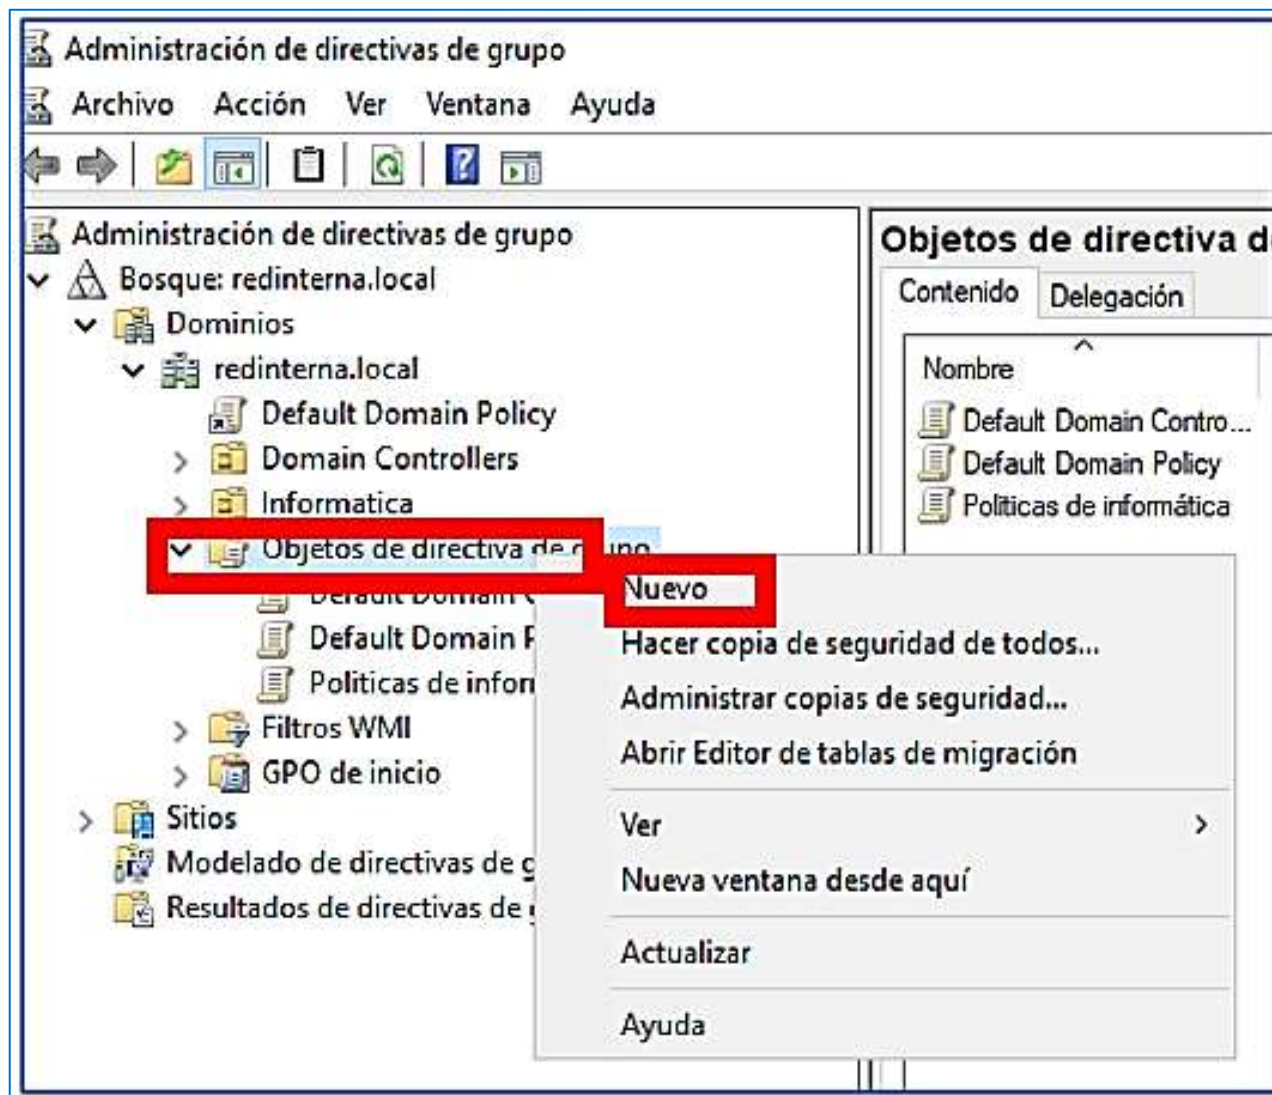 Administración de directivas de grupo
Archivo Acción Ver Ventana Ayuda
Administración de directivas de grupo
Bosque: redinterna.local
Dominios
redinterna.local
Default Domain Policy
Domain Controllers
Informatica
Objetos de directiva de
Default Domain
Default Domain P
Politicas de infor
Filtros WMI
GPO de inicio
Sitios
Modelado de directivas de g
Resultados de directivas de
Objetos de directiva d
Contenido Delegación
Nombre
Default Domain Contro...
Default Domain Policy
Politicas de informática
Nuevo
Hacer copia de seguridad de todos...
Administrar copias de seguridad...
Abrir Editor de tablas de migración
Ver
Nueva ventana desde aquí
Actualizar
Ayuda